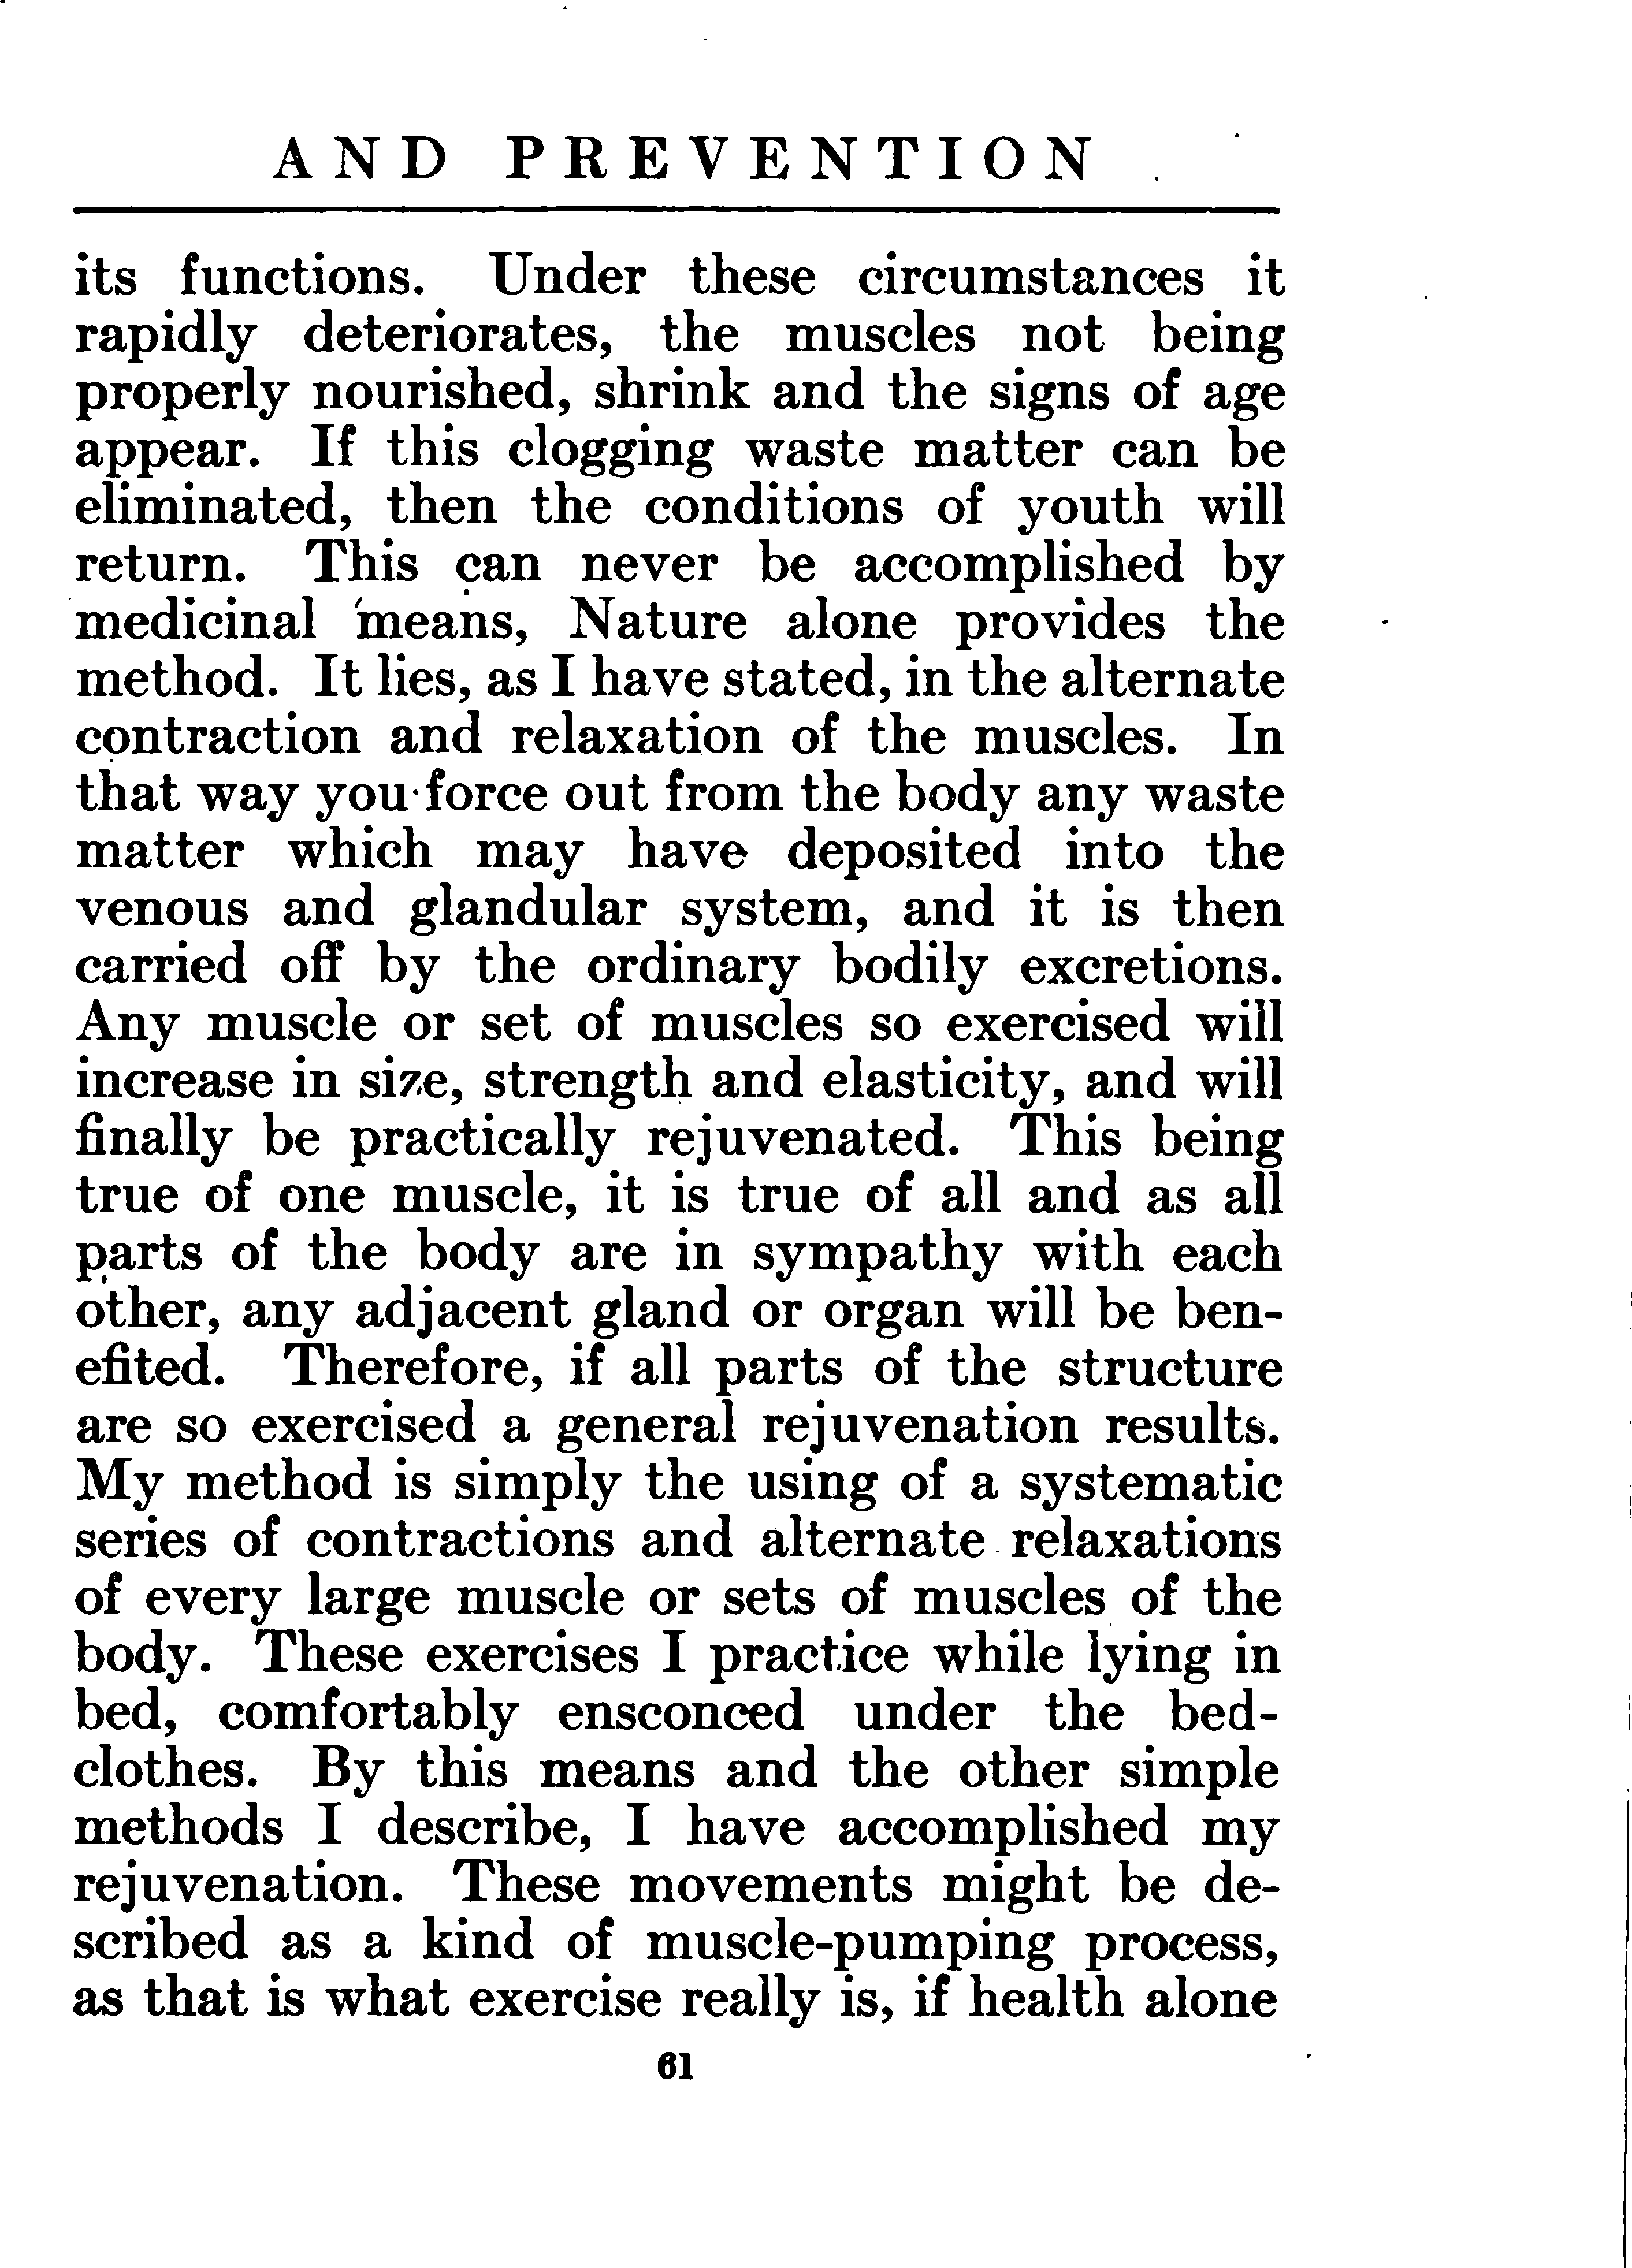 AND PREVENTION
its functions. Under these circumstances it
rapidly deteriorates, the muscles not being
properly nourished, shrink and the signs of age
appear. If this clogging waste matter can be
eliminated, then the conditions of youth will
return. This can never be accomplished by
medicinal means, Nature alone provides the
method. It lies, as I have stated, in the alternate
contraction and relaxation of the muscles. In
that way you force out from the body any waste
matter which may have deposited into the
venous and glandular system, and it is then
carried off by the ordinary bodily excretions.
Any muscle or set of muscles so exercised will
increase in size, strength and elasticity, and will
finally be practically rejuvenated. This being
true of one muscle, it is true of all and as all
parts of the body are in sympathy with each
other, any adjacent gland or organ will be ben-
efited. Therefore, if all parts of the structure
are so exercised a general rejuvenation results.
My method is simply the using of a systematic
series of contractions and alternate relaxations
of every large muscle or sets of muscles of the
body. These exercises I practice while lying in
bed, comfortably ensconced under the bed-
clothes. By this means and the other simple
methods I describe, I have accomplished my
rejuvenation. These movements might be de-
scribed as a kind of muscle-pumping process,
as that is what exercise really is, if health alone
61